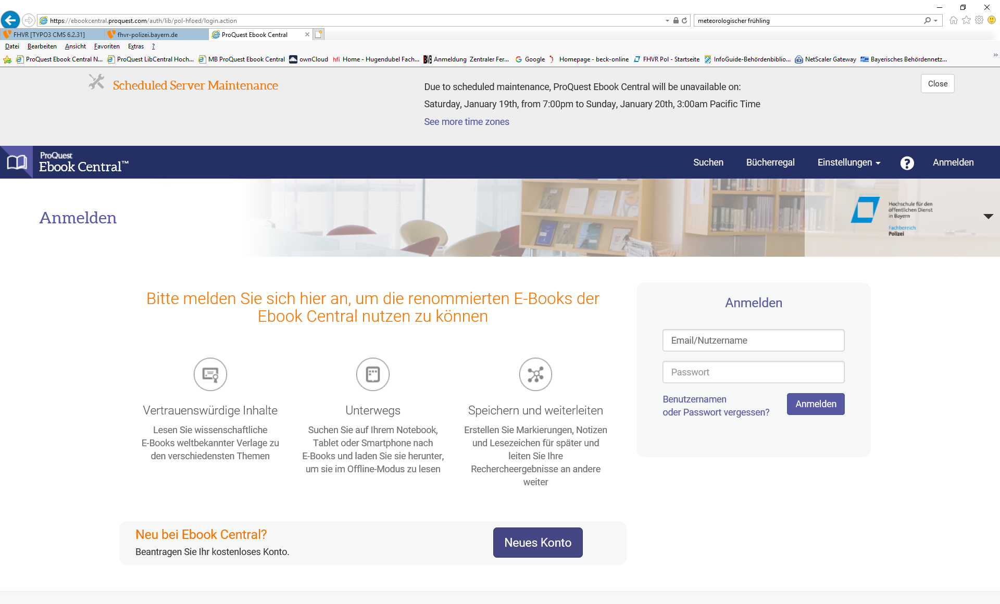 https://ebookcentral.proquest.com/auth/lib/pol-hfoed/login.action
meteorologischer frühling
FHVR [TYPO3 CMS 6.2.31]
fhvr-polizei.bayern.de
ProQuest Ebook Central
Datei Bearbeiten Ansicht Favoriten Extras ?
ProQuest Ebook Central N... ProQuest LibCentral Hoch... MB ProQuest Ebook Central ownCloud hfi Home - Hugendubel Fach... BVB Anmeldung Zentraler Fer... G Google Homepage - beck-online FHVR Pol - Startseite InfoGuide-Behördenbiblio... NetScaler Gateway Bayerisches Behördennetz...
Scheduled Server Maintenance
Due to scheduled maintenance, ProQuest Ebook Central will be unavailable on:
Saturday, January 19th, from 7:00pm to Sunday, January 20th, 3:00am Pacific Time
See more time zones
Close
ProQuest
Ebook Central™
Suchen Bücherregal Einstellungen ? Anmelden
Anmelden
Hochschule für den
öffentlichen Dienst
in Bayern
Fachbereich
Polizei
Bitte melden Sie sich hier an, um die renommierten E-Books der
Ebook Central nutzen zu können
Vertrauenswürdige Inhalte
Lesen Sie wissenschaftliche
E-Books weltbekannter Verlage zu
den verschiedensten Themen
Unterwegs
Suchen Sie auf Ihrem Notebook,
Tablet oder Smartphone nach
E-Books und laden Sie sie herunter,
um sie im Offline-Modus zu lesen
Speichern und weiterleiten
Erstellen Sie Markierungen, Notizen
und Lesezeichen für später und
leiten Sie Ihre
Rechercheergebnisse an andere
weiter
Anmelden
Email/Nutzername
Passwort
Benutzernamen
oder Passwort vergessen?
Anmelden
Neu bei Ebook Central?
Beantragen Sie Ihr kostenloses Konto.
Neues Konto